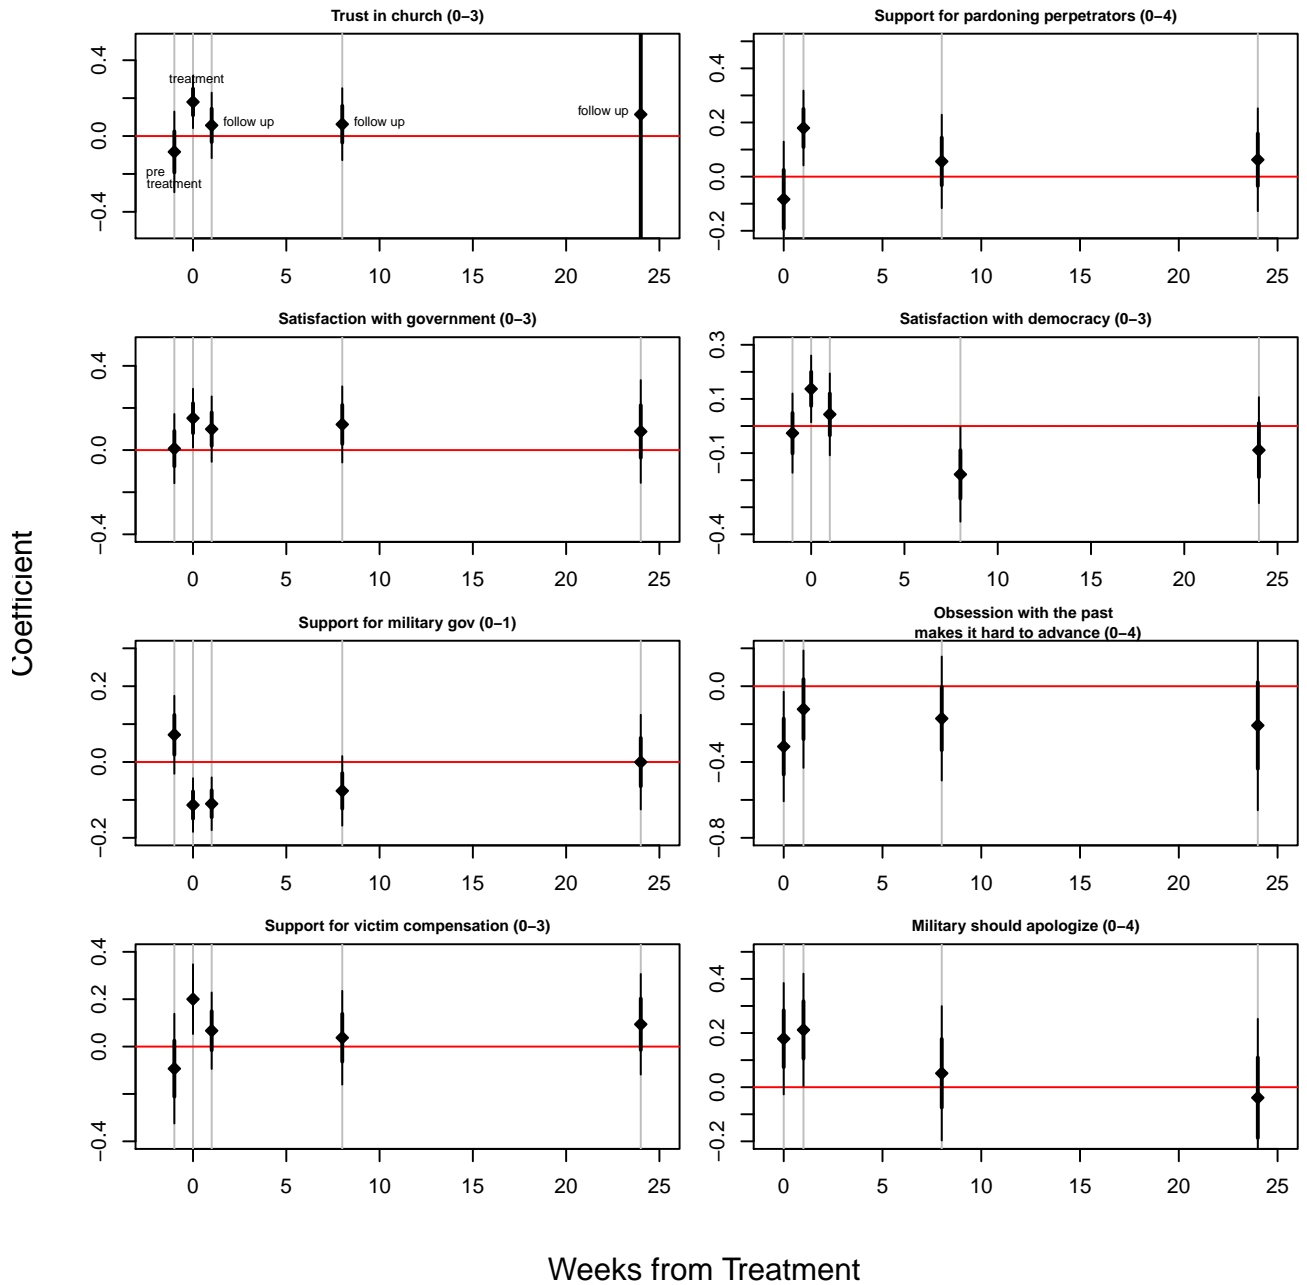 Trust in church (0–3)
0.4
0.0
−0.4
treatment
follow up
follow up
follow up
pre
treatment
0 5 10 15 20 25
Support for pardoning perpetrators (0–4)
0.4
0.2
0.0
−0.2
0 5 10 15 20 25
Satisfaction with government (0–3)
0.4
0.0
−0.4
0 5 10 15 20 25
Satisfaction with democracy (0–3)
0.3
0.1
−0.1
−0.4
0 5 10 15 20 25
Support for military gov (0–1)
0.2
0.0
−0.2
0 5 10 15 20 25
Obsession with the past
makes it hard to advance (0–4)
0.0
−0.4
−0.8
0 5 10 15 20 25
Support for victim compensation (0–3)
0.4
0.2
0.0
−0.4
0 5 10 15 20 25
Military should apologize (0–4)
0.4
0.2
0.0
−0.2
0 5 10 15 20 25
Coefficient
Weeks from Treatment